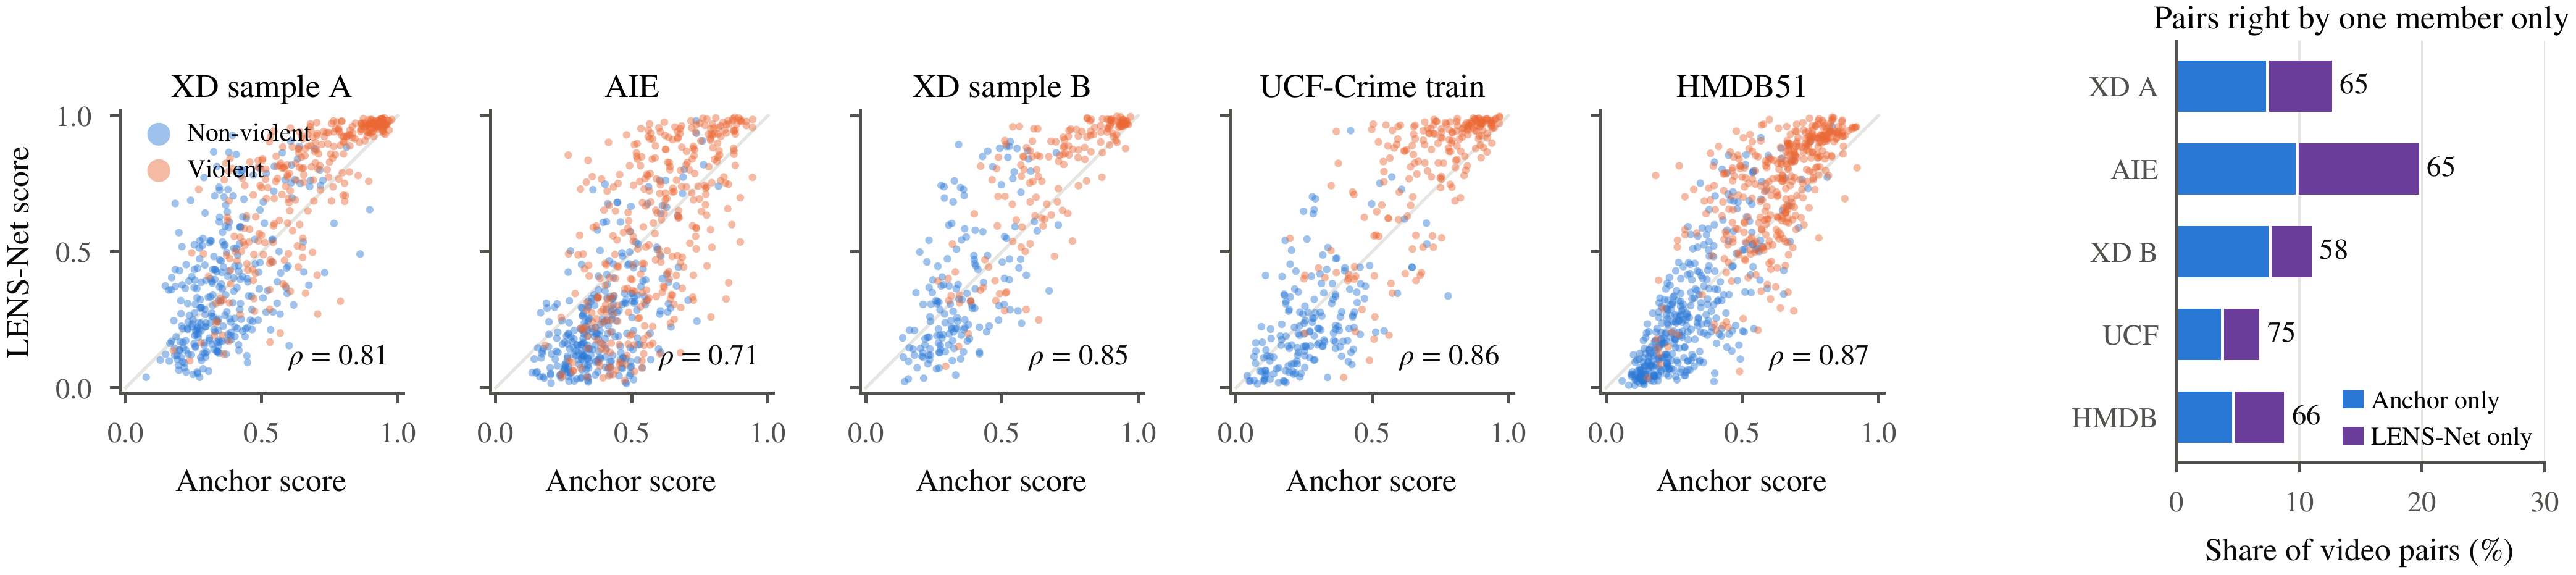 Pairs right by one member only
XD sample A
AIE
XD sample B
UCF-Crime train
HMDB51
LENS-Net score
1.0
0.5
0.0
Non-violent
Violent
ρ = 0.81
ρ = 0.71
ρ = 0.85
ρ = 0.86
ρ = 0.87
0.0 0.5 1.0
0.0 0.5 1.0
0.0 0.5 1.0
0.0 0.5 1.0
0.0 0.5 1.0
Anchor score
Anchor score
Anchor score
Anchor score
Anchor score
XD A 65
AIE 65
XD B 58
UCF 75
HMDB 66
Anchor only
LENS-Net only
0 10 20 30
Share of video pairs (%)